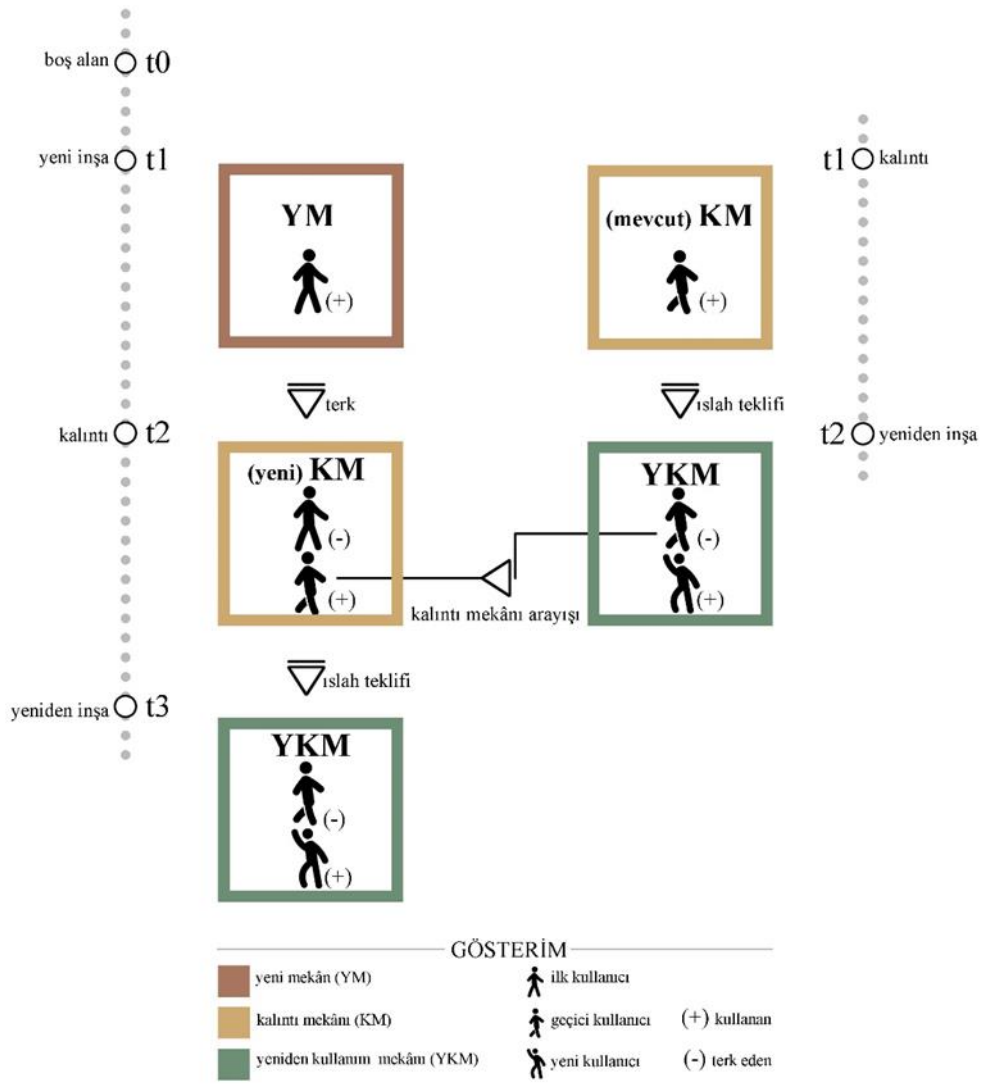 boş alan t0
yeni inşa t1
t1 kalıntı
YM
(+)
(mevcut) KM
(+)
terk
ıslah teklifi
kalıntı t2
t2 yeniden inşa
(yeni) KM
(-)
(+)
YKM
(-)
(+)
kalıntı mekânı arayışı
ıslah teklifi
yeniden inşa t3
YKM
(-)
(+)
GÖSTERİM
yeni mekân (YM)
ilk kullanıcı
kalıntı mekânı (KM)
geçici kullanıcı
(+) kullanan
yeniden kullanım mekânı (YKM)
yeni kullanıcı
(-) terk eden